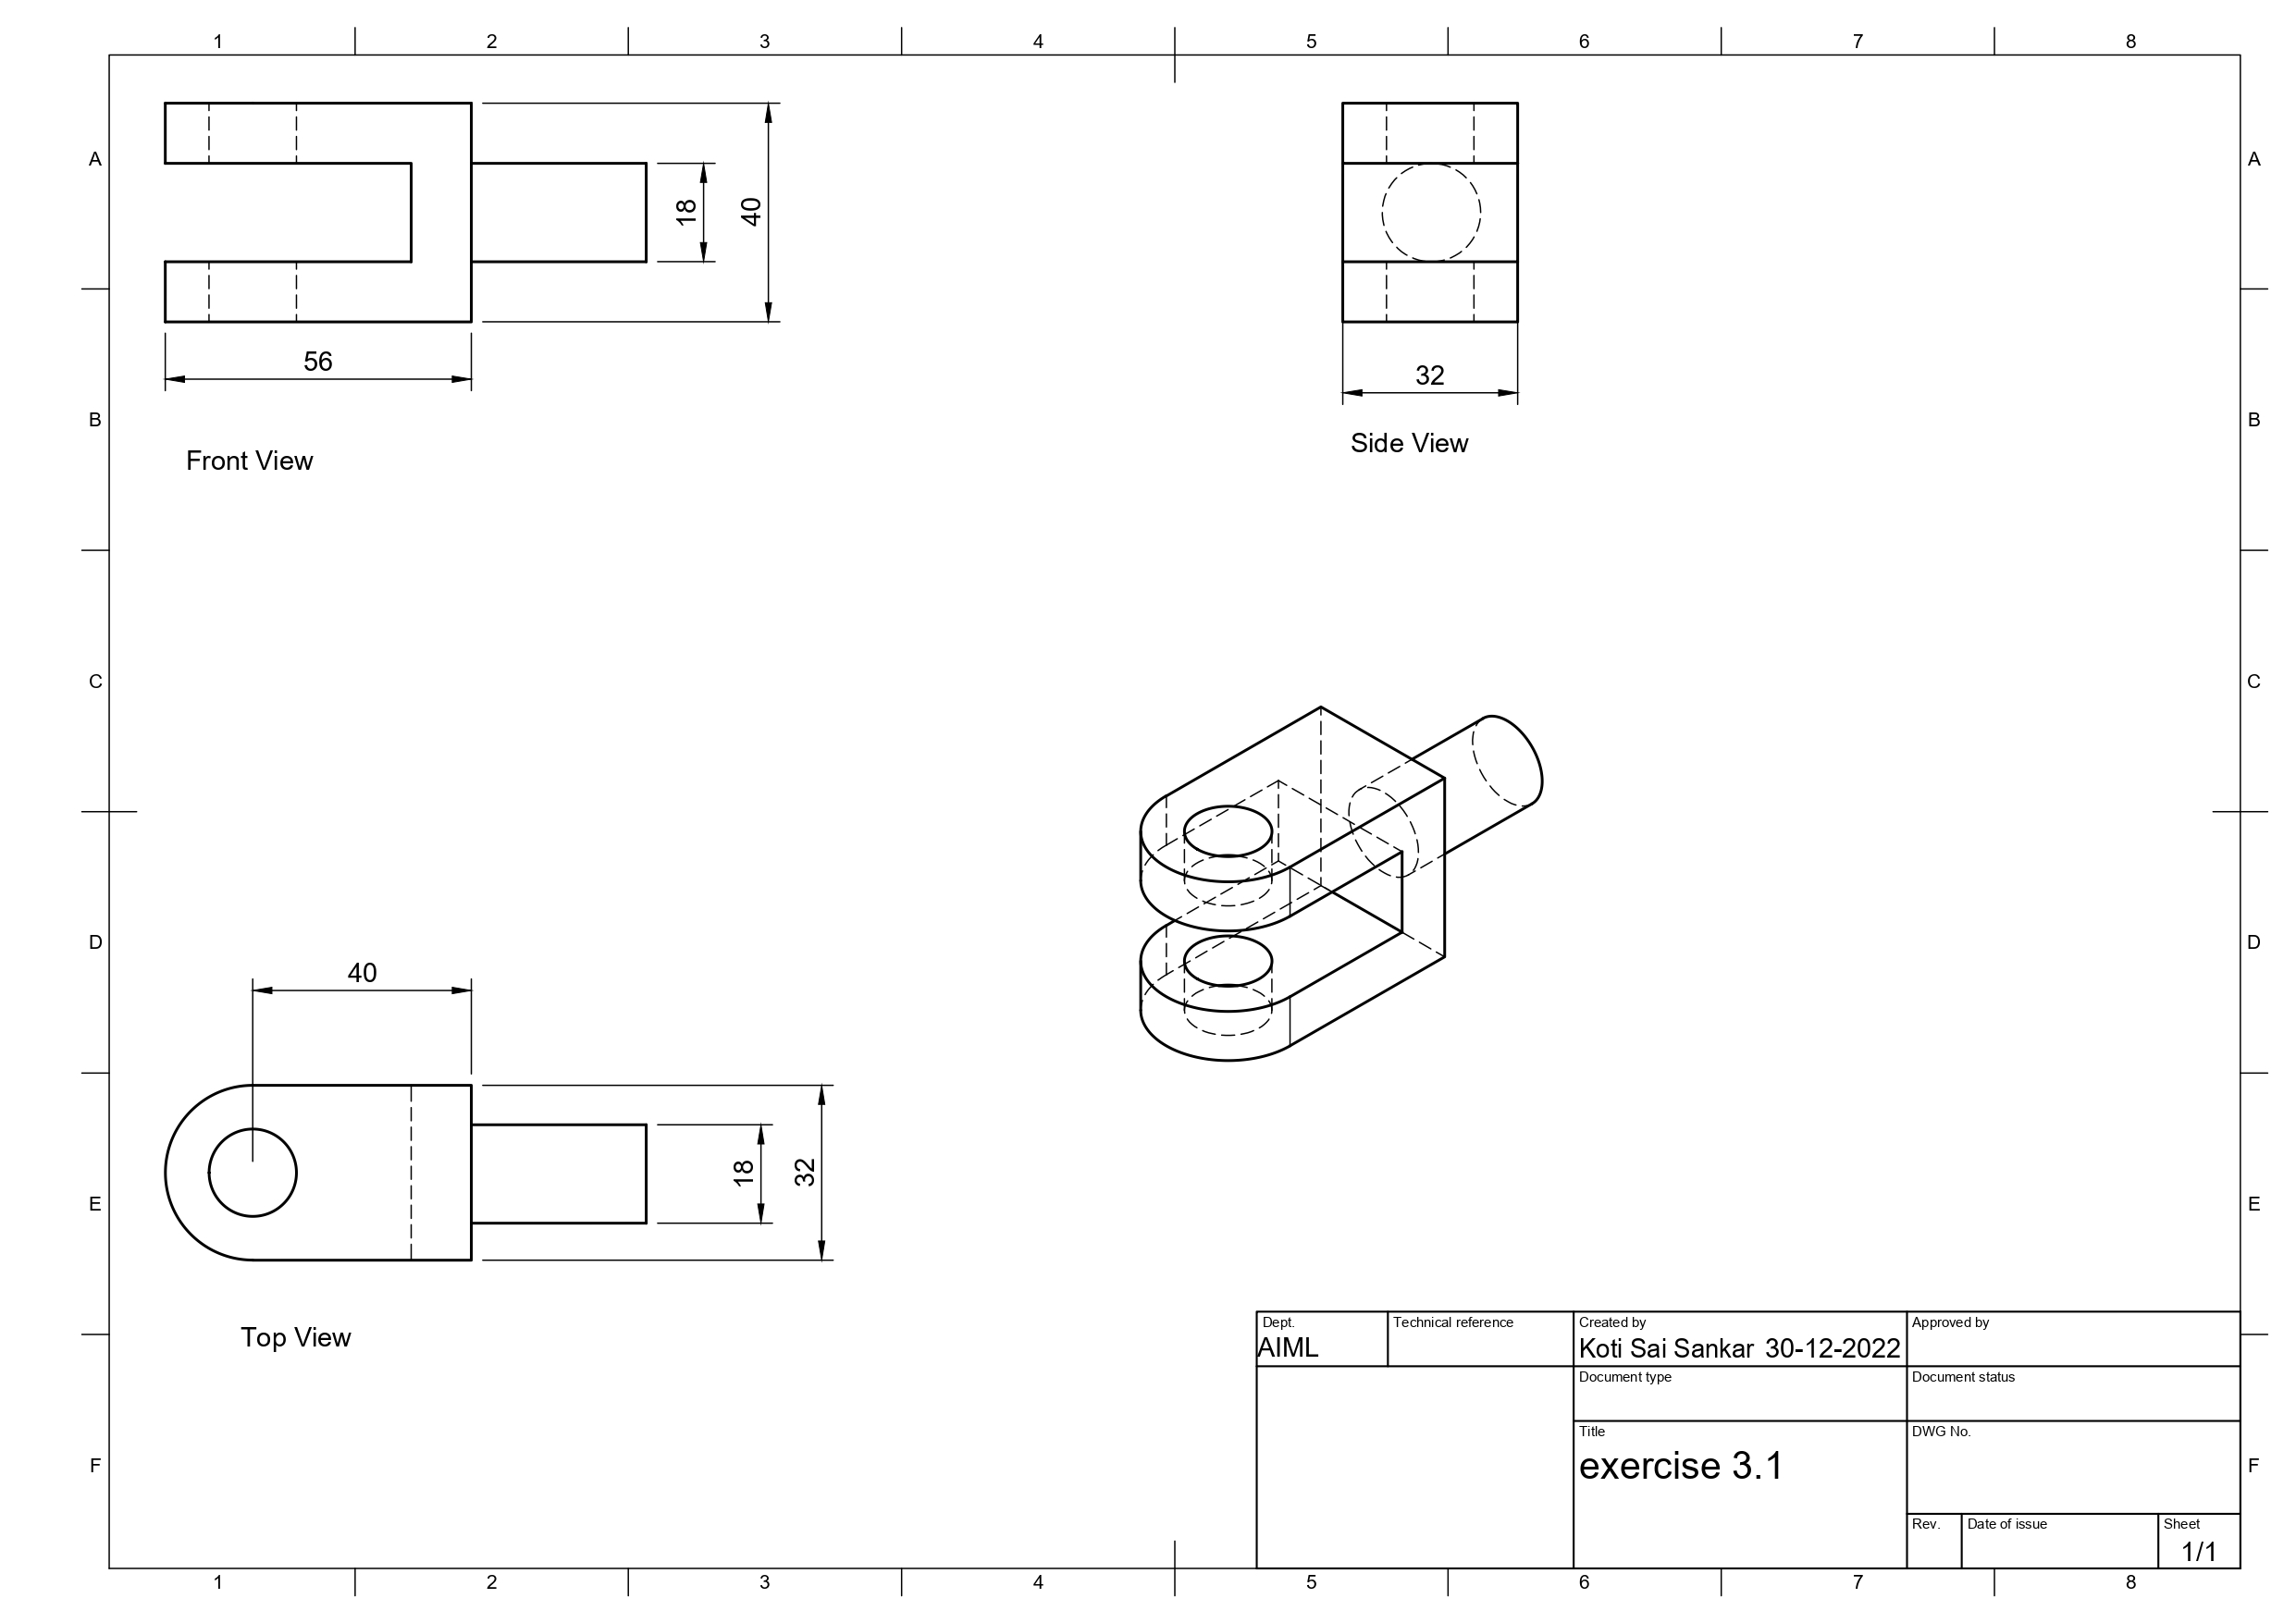 1 2 3 4 5 6 7 8
A A
18
40
56
32
B B
Front View
Side View
C C
D D
40
18
32
E E
Top View
Dept.
AIML
Technical reference
Created by
Koti Sai Sankar 30-12-2022
Approved by
Document type
Document status
Title
exercise 3.1
DWG No.
F F
Rev.
Date of issue
Sheet
1/1
1 2 3 4 5 6 7 8